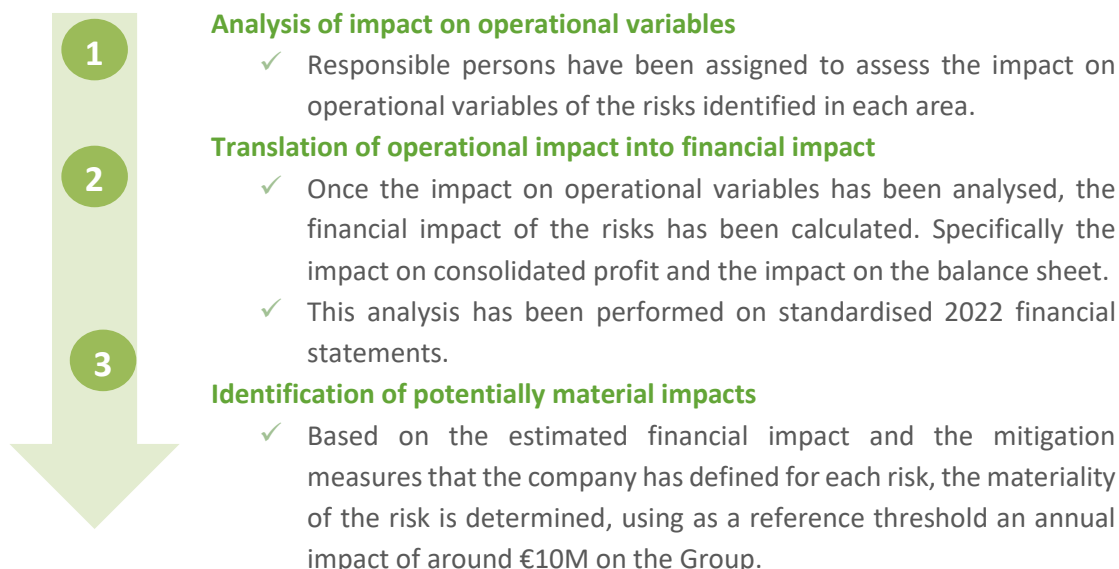 1
Analysis of impact on operational variables
✓ Responsible persons have been assigned to assess the impact on
operational variables of the risks identified in each area.
2
Translation of operational impact into financial impact
✓ Once the impact on operational variables has been analysed, the
financial impact of the risks has been calculated. Specifically the
impact on consolidated profit and the impact on the balance sheet.
✓ This analysis has been performed on standardised 2022 financial
statements.
3
Identification of potentially material impacts
✓ Based on the estimated financial impact and the mitigation
measures that the company has defined for each risk, the materiality
of the risk is determined, using as a reference threshold an annual
impact of around €10M on the Group.